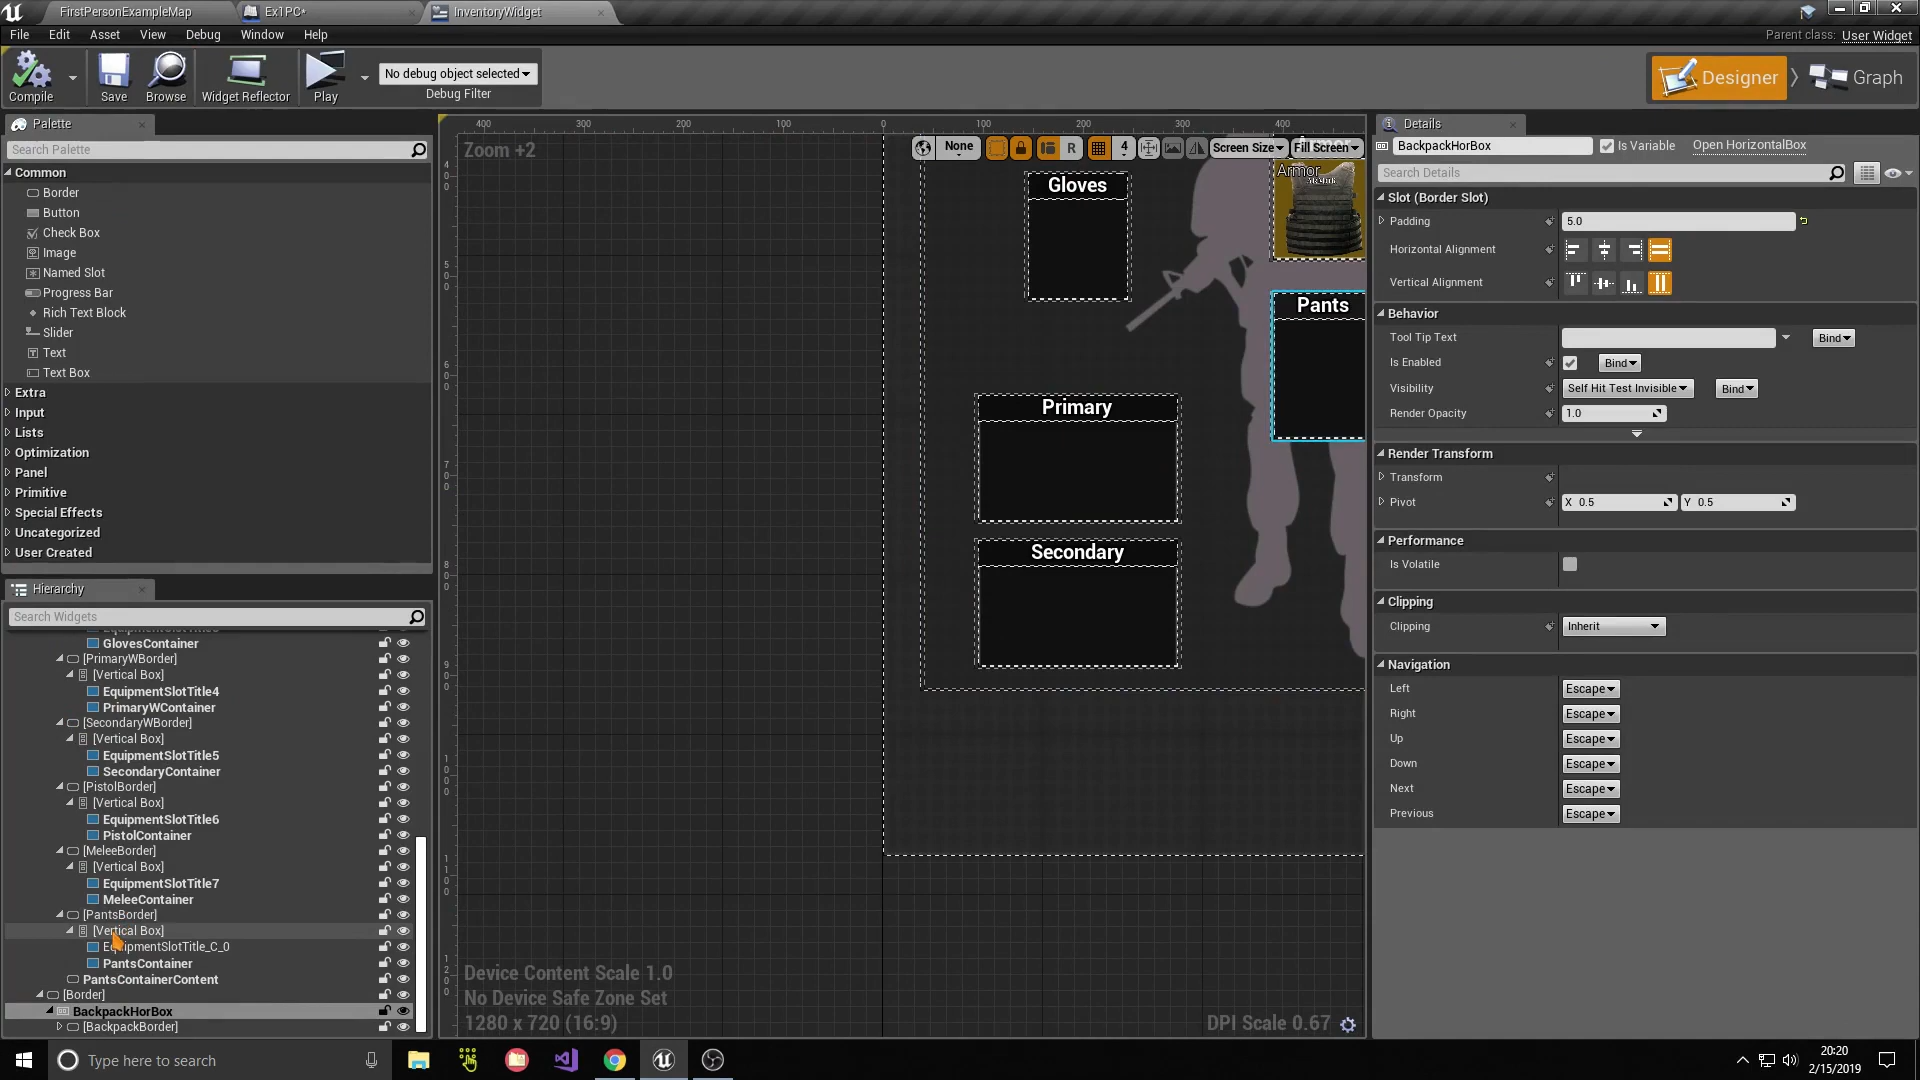 FirstPersonExampleMap
Ex1PC*
InventoryWidget
File Edit Asset View Debug Window Help
Parent class: User Widget
Compile
Save
Browse
Widget Reflector
Play
No debug object selected
Debug Filter
Designer
Graph
Palette
Search Palette
Common
Border
Button
Check Box
Image
Named Slot
Progress Bar
Rich Text Block
Slider
Text
Text Box
Extra
Input
Lists
Optimization
Panel
Primitive
Special Effects
Uncategorized
User Created
Hierarchy
Search Widgets
GlovesContainer
[PrimaryWBorder]
[Vertical Box]
EquipmentSlotTitle4
PrimaryWContainer
[SecondaryWBorder]
[Vertical Box]
EquipmentSlotTitle5
SecondaryContainer
[PistolBorder]
[Vertical Box]
EquipmentSlotTitle6
PistolContainer
[MeleeBorder]
[Vertical Box]
EquipmentSlotTitle7
MeleeContainer
[PantsBorder]
[Vertical Box]
EquipmentSlotTitle_C_0
PantsContainer
PantsContainerContent
[Border]
BackpackHorBox
[BackpackBorder]
400 300 200 100 0 100 200 300 400
Zoom +2
None
R
4
Screen Size
Fill Screen
Gloves
Armor
Pants
Primary
Secondary
Device Content Scale 1.0
No Device Safe Zone Set
1280 x 720 (16:9)
DPI Scale 0.67
Details
BackpackHorBox
Is Variable
Open HorizontalBox
Search Details
Slot (Border Slot)
Padding 5.0
Horizontal Alignment
Vertical Alignment
Behavior
Tool Tip Text
Bind
Is Enabled
Bind
Visibility Self Hit Test Invisible Bind
Render Opacity 1.0
Render Transform
Transform
Pivot X 0.5 Y 0.5
Performance
Is Volatile
Clipping
Clipping Inherit
Navigation
Left Escape
Right Escape
Up Escape
Down Escape
Next Escape
Previous Escape
Type here to search
20:20
2/15/2019